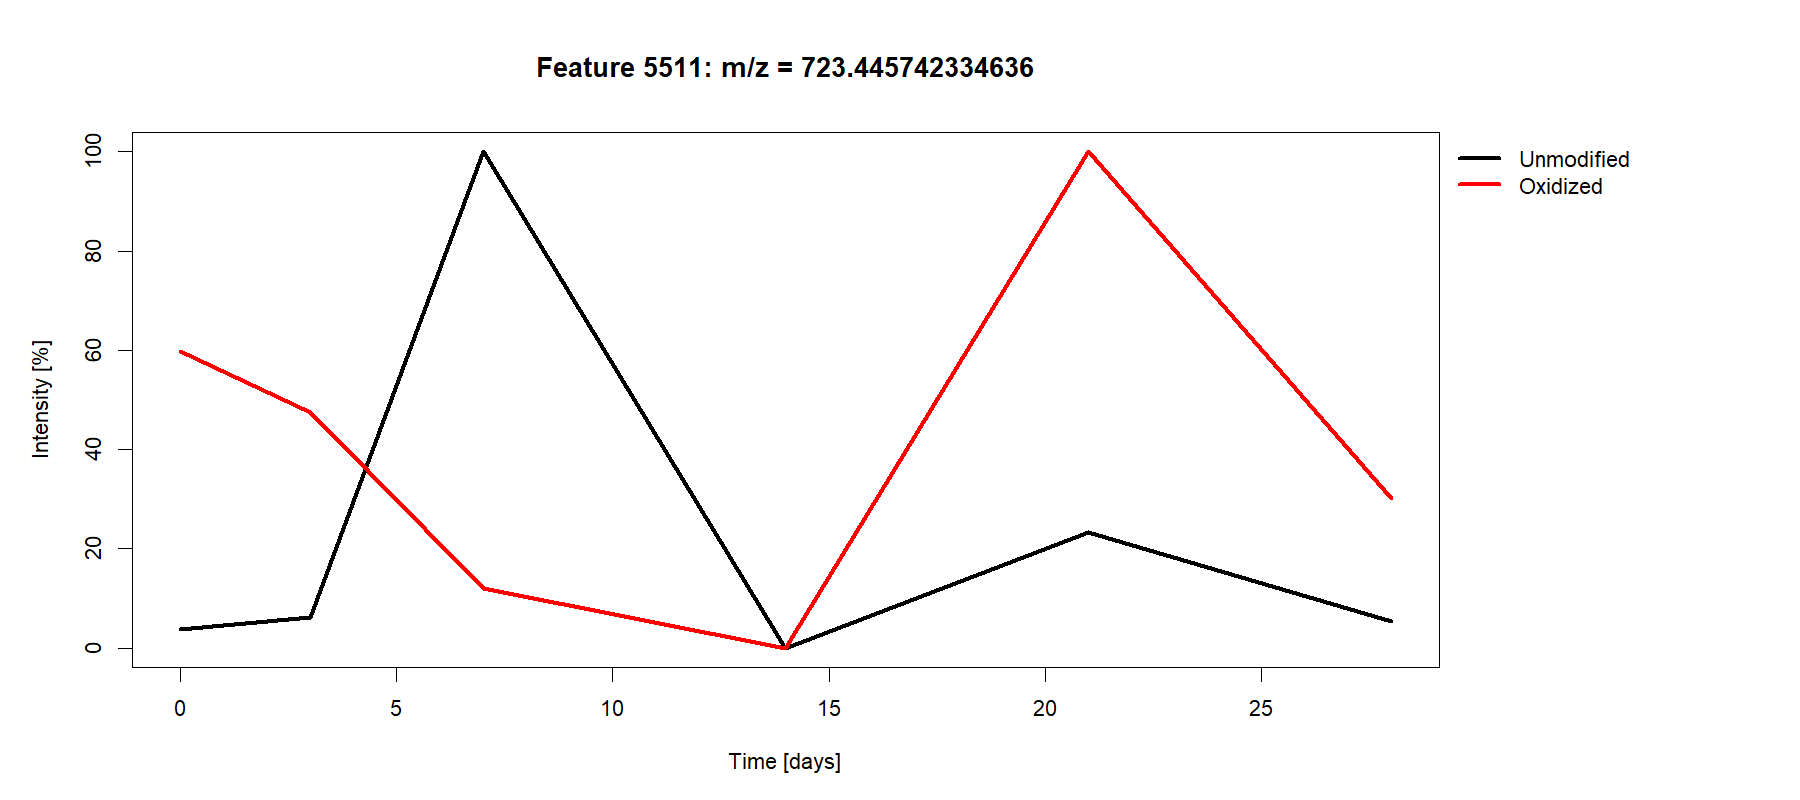 Feature 5511: m/z = 723.445742334636
Unmodified
Oxidized
100
80
60
40
20
0
Intensity [%]
0 5 10 15 20 25
Time [days]